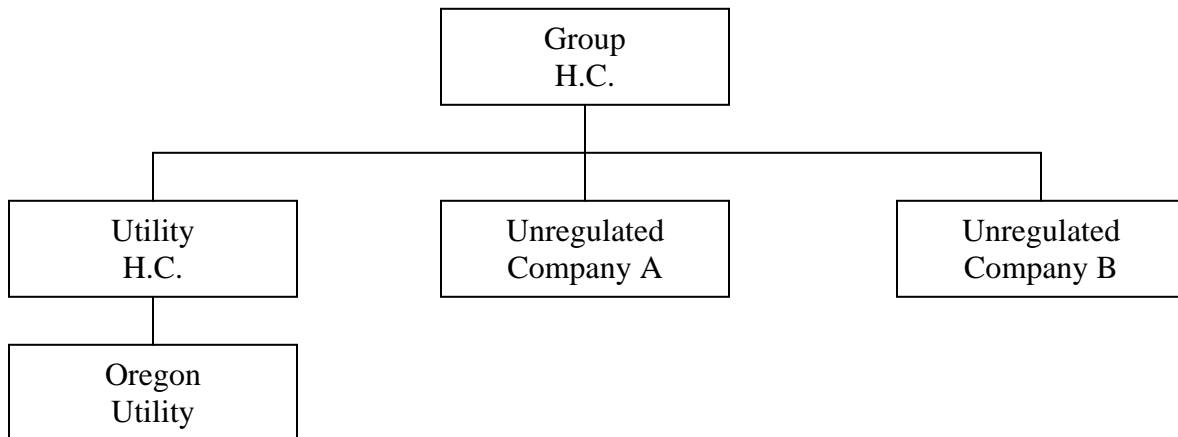 Group
H.C.
Utility
H.C.
Unregulated
Company A
Unregulated
Company B
Oregon
Utility